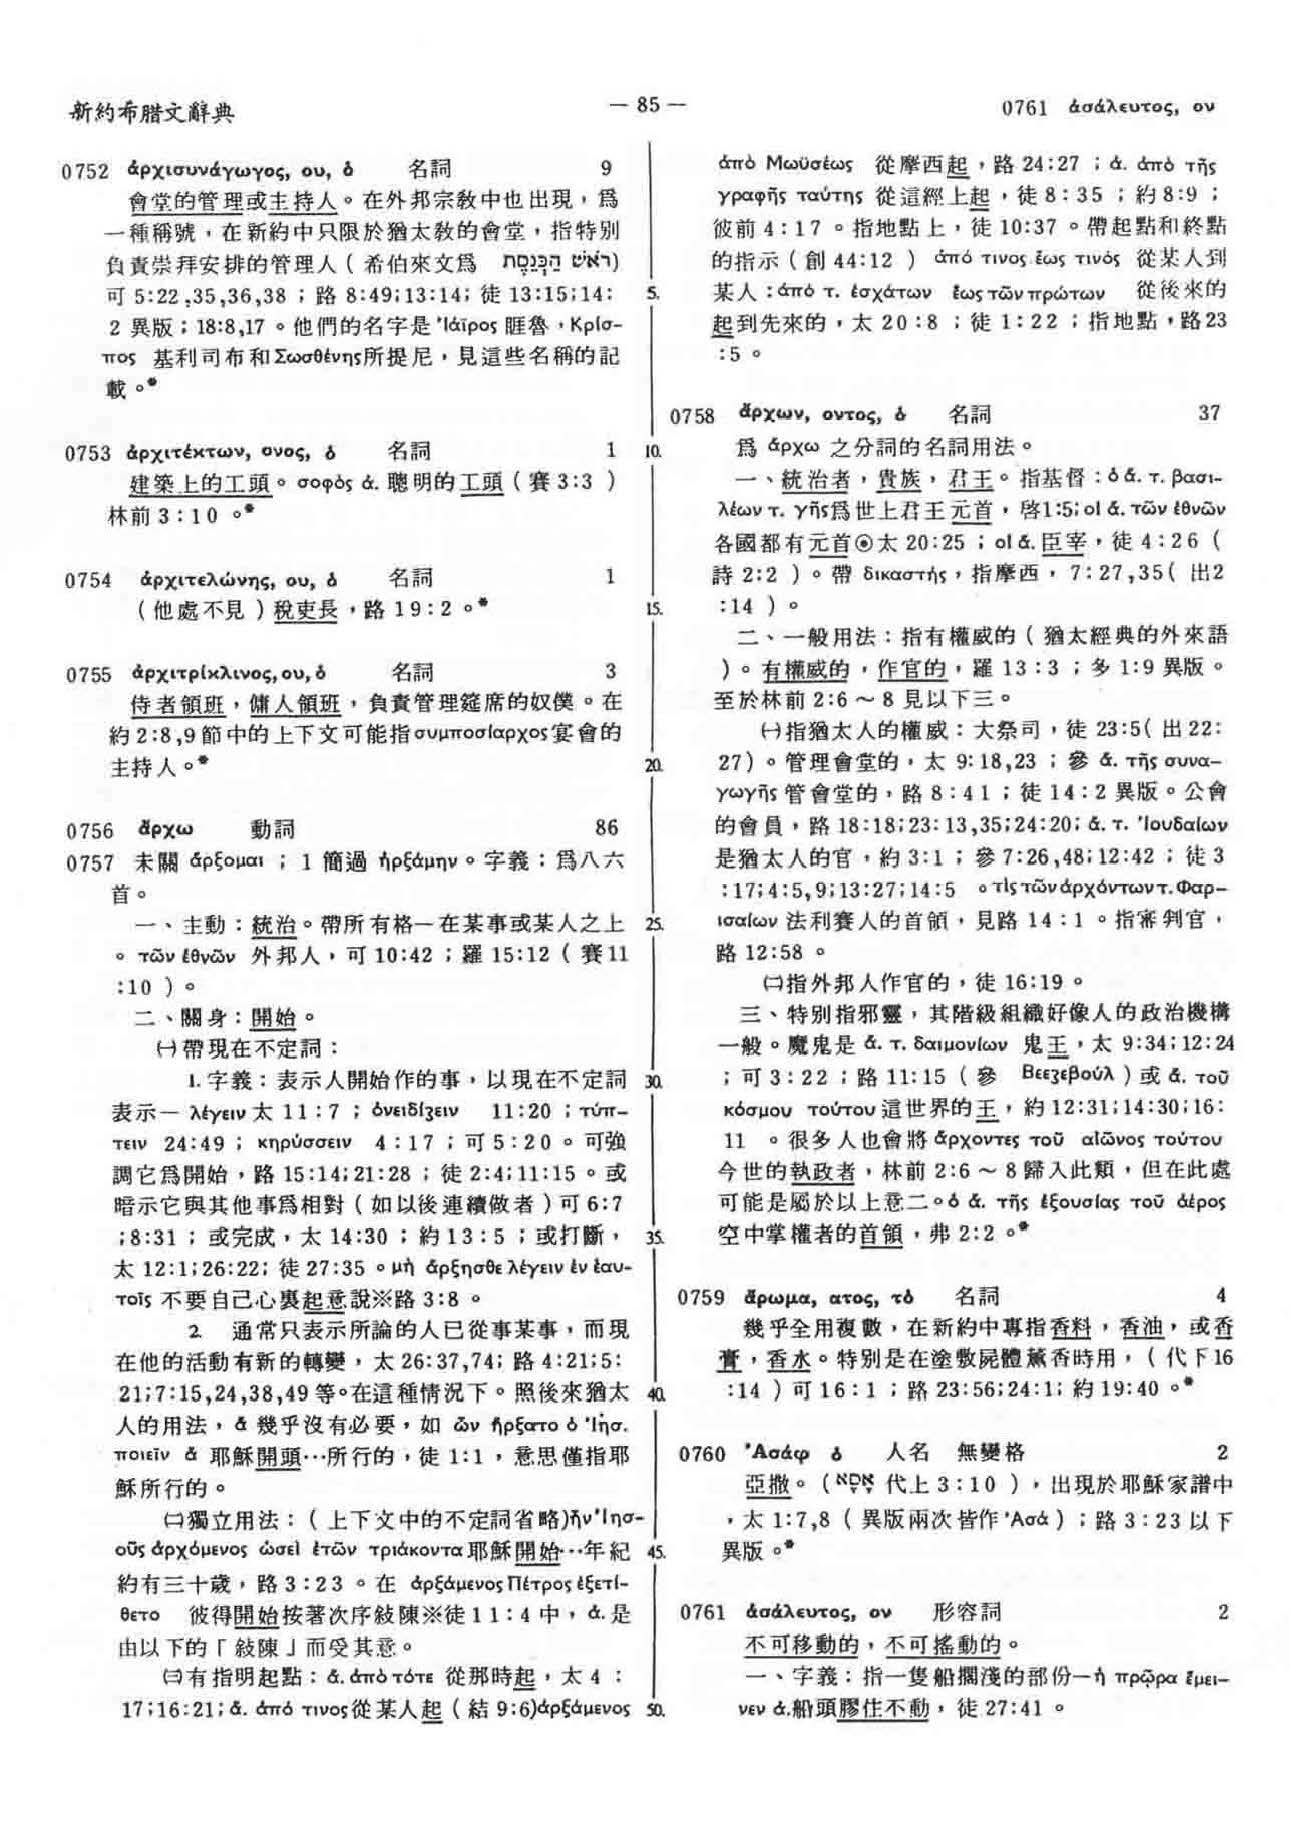 新約希腊文辭典
— 85 —
0761 ἀσάλευτος, ον
0752 ἀρχισυνάγωγος, ου, ὁ 名詞 9
會堂的管理或主持人。在外邦宗教中也出現，爲
一種稱號，在新約中只限於猶太教的會堂，指特別
負責崇拜安排的管理人（希伯來文爲 רֹאשׁ הַכְּנֶסֶת)
可 5:22,35,36,38；路 8:49;13:14; 徒 13:15;14:
2 異版；18:8,17。他們的名字是 Ἰάϊρος 睚魯，Κρίσ-
πος 基利司布和 Σωσθένης所提尼，見這些名稱的記
載。*
0753 ἀρχιτέκτων, ονος, ὁ 名詞 1
建築上的工頭。σοφὸς ἀ. 聰明的工頭（賽 3:3）
林前 3:10。*
0754 ἀρχιτελώνης, ου, ὁ 名詞 1
（他處不見）稅吏長，路 19:2。*
0755 ἀρχιτρίκλινος,ου,ὁ 名詞 3
侍者領班，傭人領班，負責管理筵席的奴僕。在
約 2:8,9 節中的上下文可能指συμποσίαρχος宴會的
主持人。*
0756 ἄρχω 動詞 86
0757 未關 ἄρξομαι；1 簡過 ἠρξάμην。字義：爲八六
首。
一、主動：統治。帶所有格—在某事或某人之上
。τῶν ἐθνῶν 外邦人，可 10:42；羅 15:12（賽11
:10）。
二、關身：開始。
㈠帶現在不定詞：
1.字義：表示人開始作的事，以現在不定詞
表示— λέγειν 太 11:7；ὀνειδίζειν 11:20；τύπ-
τειν 24:49；κηρύσσειν 4:17；可 5:20。可強
調它爲開始，路 15:14;21:28；徒 2:4;11:15。或
暗示它與其他事爲相對（如以後連續做者）可 6:7
;8:31；或完成，太 14:30；約 13:5；或打斷，
太 12:1;26:22; 徒 27:35。μὴ ἄρξησθε λέγειν ἐν ἑαυ-
τοῖς 不要自己心裏起意說※路 3:8。
2. 通常只表示所論的人已從事某事，而現
在他的活動有新的轉變，太 26:37,74; 路 4:21;5:
21;7:15,24,38,49 等。在這種情況下。照後來猶太
人的用法，ἄ 幾乎沒有必要，如 ὧν ἤρξατο ὁ Ἰησ.
ποιεῖν ἄ 耶穌開頭…所行的，徒 1:1，意思僅指耶
穌所行的。
㈡獨立用法：（上下文中的不定詞省略)ἦν Ἰησ-
οῦς ἀρχόμενος ὡσεὶ ἐτῶν τριάκοντα 耶穌開始…年紀
約有三十歲，路 3:23。在 ἀρξάμενος Πέτρος ἐξετί-
θετο 彼得開始按著次序敍陳※徒 11:4 中，ἀ. 是
由以下的「敍陳」而受其意。
㈢有指明起點：ἄ. ἀπὸ τότε 從那時起，太 4:
17;16:21; ἄ. ἀπό τινος從某人起（結 9:6)ἀρξάμενος
5.
10.
15.
20.
25.
30.
35.
40.
45.
50.
ἀπὸ Μωϋσέως 從摩西起，路 24:27；ἀ. ἀπὸ τῆς
γραφῆς ταύτης 從這經上起，徒 8:35；約 8:9；
彼前 4:17。指地點上，徒 10:37。帶起點和終點
的指示（創 44:12）ἀπό τινος ἕως τινός 從某人到
某人：ἀπό τ. ἐσχάτων ἕως τῶν πρώτων 從後來的
起到先來的，太 20:8；徒 1:22；指地點，路 23
:5。
0758 ἄρχων, οντος, ὁ 名詞 37
爲 ἄρχω 之分詞的名詞用法。
一、統治者，貴族，君王。指基督：ὁ ἄ. τ. βασι-
λέων τ. γῆς爲世上君王元首，啓1:5; οἱ ἄ. τῶν ἐθνῶν
各國都有元首◉太 20:25；οἱ ἄ. 臣宰，徒 4:26（
詩 2:2）。帶 δικαστής，指摩西，7:27,35( 出2
:14）。
二、一般用法：指有權威的（猶太經典的外來語
）。有權威的，作官的，羅 13:3；多 1:9 異版。
至於林前 2:6～8 見以下三。
㈠指猶太人的權威：大祭司，徒 23:5( 出 22:
27)。管理會堂的，太 9:18,23；參 ἄ. τῆς συνα-
γωγῆς 管會堂的，路 8:41；徒 14:2 異版。公會
的會員，路 18:18;23:13,35;24:20; ἄ. τ. Ἰουδαίων
是猶太人的官，約 3:1；參 7:26,48;12:42；徒 3
:17;4:5,9;13:27;14:5 。τὶς τῶν ἀρχόντων τ. Φαρ-
ισαίων 法利賽人的首領，見路 14:1。指審判官，
路 12:58。
㈡指外邦人作官的，徒 16:19。
三、特別指邪靈，其階級組織好像人的政治機構
一般。魔鬼是 ἄ. τ. δαιμονίων 鬼王，太 9:34;12:24
；可 3:22；路 11:15（參 Βεεζεβούλ）或 ἄ. τοῦ
κόσμου τούτου 這世界的王，約 12:31;14:30;16:
11 。很多人也會將 ἄρχοντες τοῦ αἰῶνος τούτου
今世的執政者，林前 2:6～8 歸入此類，但在此處
可能是屬於以上意二。ὁ ἄ. τῆς ἐξουσίας τοῦ ἀέρος
空中掌權者的首領，弗 2:2。*
0759 ἄρωμα, ατος, τό 名詞 4
幾乎全用複數，在新約中專指香料，香油，或香
膏，香水。特別是在塗敷屍體薰香時用，（代下16
:14）可 16:1；路 23:56;24:1; 約 19:40。*
0760 Ἀσάφ ὁ 人名 無變格 2
亞撒。（אָסָא 代上 3:10），出現於耶穌家譜中
，太 1:7,8（異版兩次皆作 Ἀσά）；路 3:23 以下
異版。*
0761 ἀσάλευτος, ον 形容詞 2
不可移動的，不可搖動的。
一、字義：指一隻船擱淺的部份—ἡ πρῷρα ἔμει-
νεν ἀ.船頭膠住不動，徒 27:41。